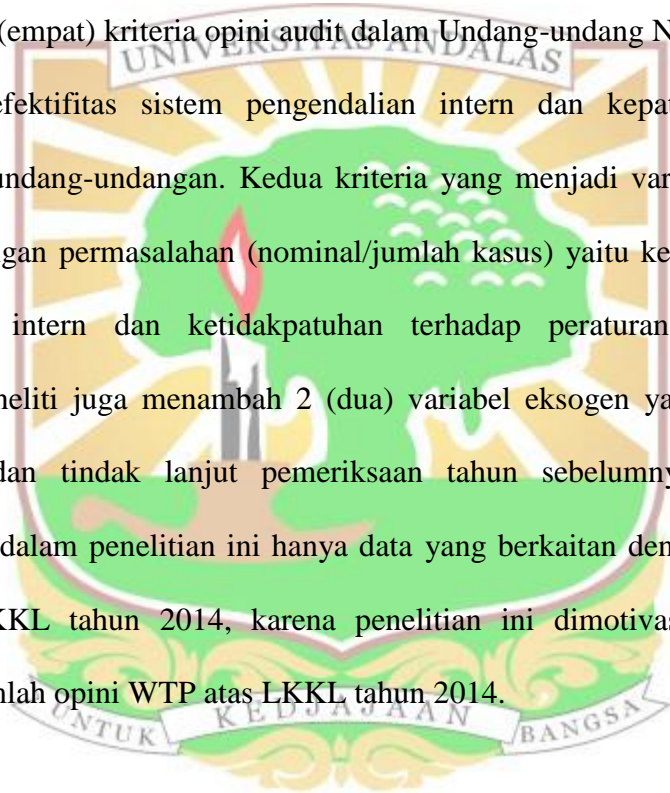 (empat) kriteria opini audit dalam Undang-undang N
UNIVERSITAS ANDALAS
efektifitas sistem pengendalian intern dan kepat
undang-undangan. Kedua kriteria yang menjadi var
gan permasalahan (nominal/jumlah kasus) yaitu ke
intern dan ketidakpatuhan terhadap peraturan
neliti juga menambah 2 (dua) variabel eksogen ya
dan tindak lanjut pemeriksaan tahun sebelumny
dalam penelitian ini hanya data yang berkaitan den
KKL tahun 2014, karena penelitian ini dimotivas
mlah opini WTP atas LKKL tahun 2014.
UNTUK KEDJAJAAN BANGSA